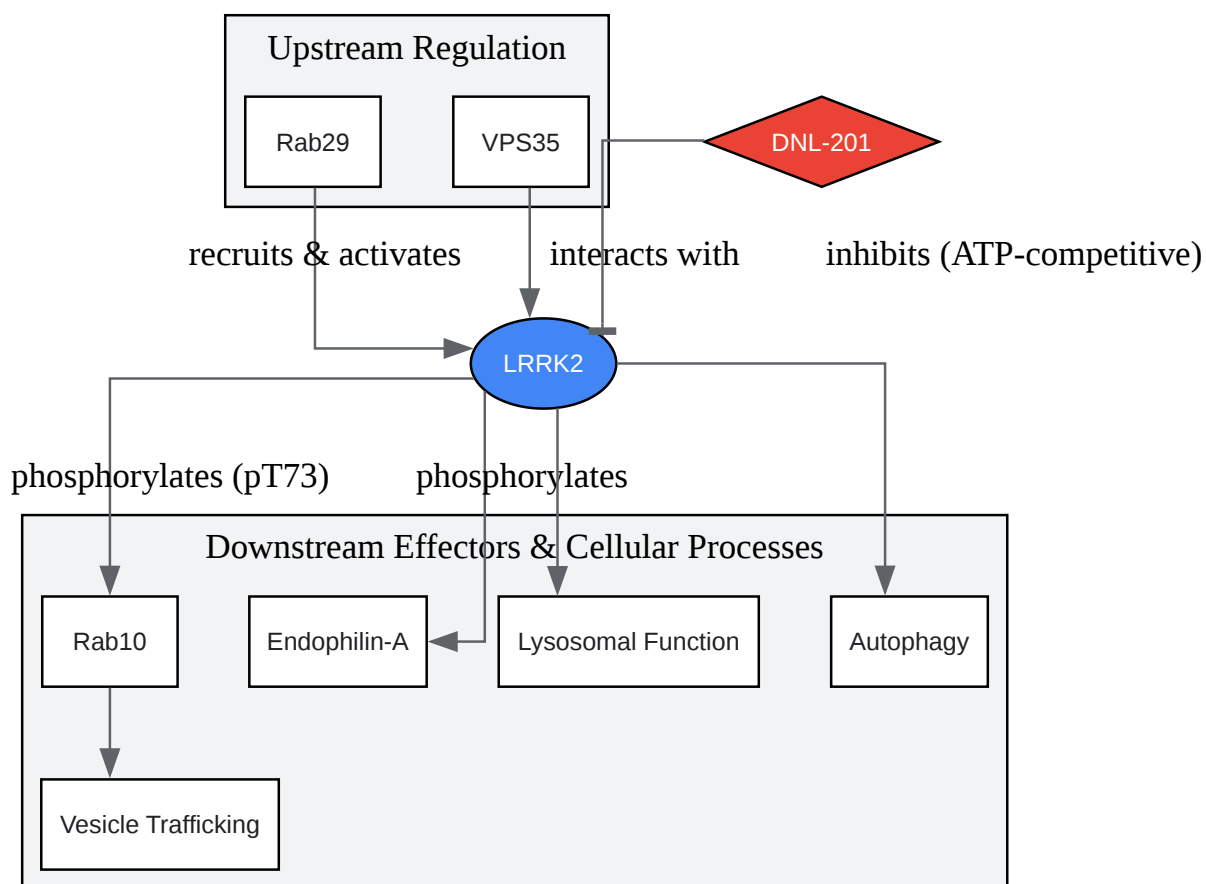 Upstream Regulation
Rab29
VPS35
DNL-201
recruits & activates
interacts with
inhibits (ATP-competitive)
LRRK2
phosphorylates (pT73)
phosphorylates
Downstream Effectors & Cellular Processes
Rab10
Endophilin-A
Lysosomal Function
Autophagy
Vesicle Trafficking